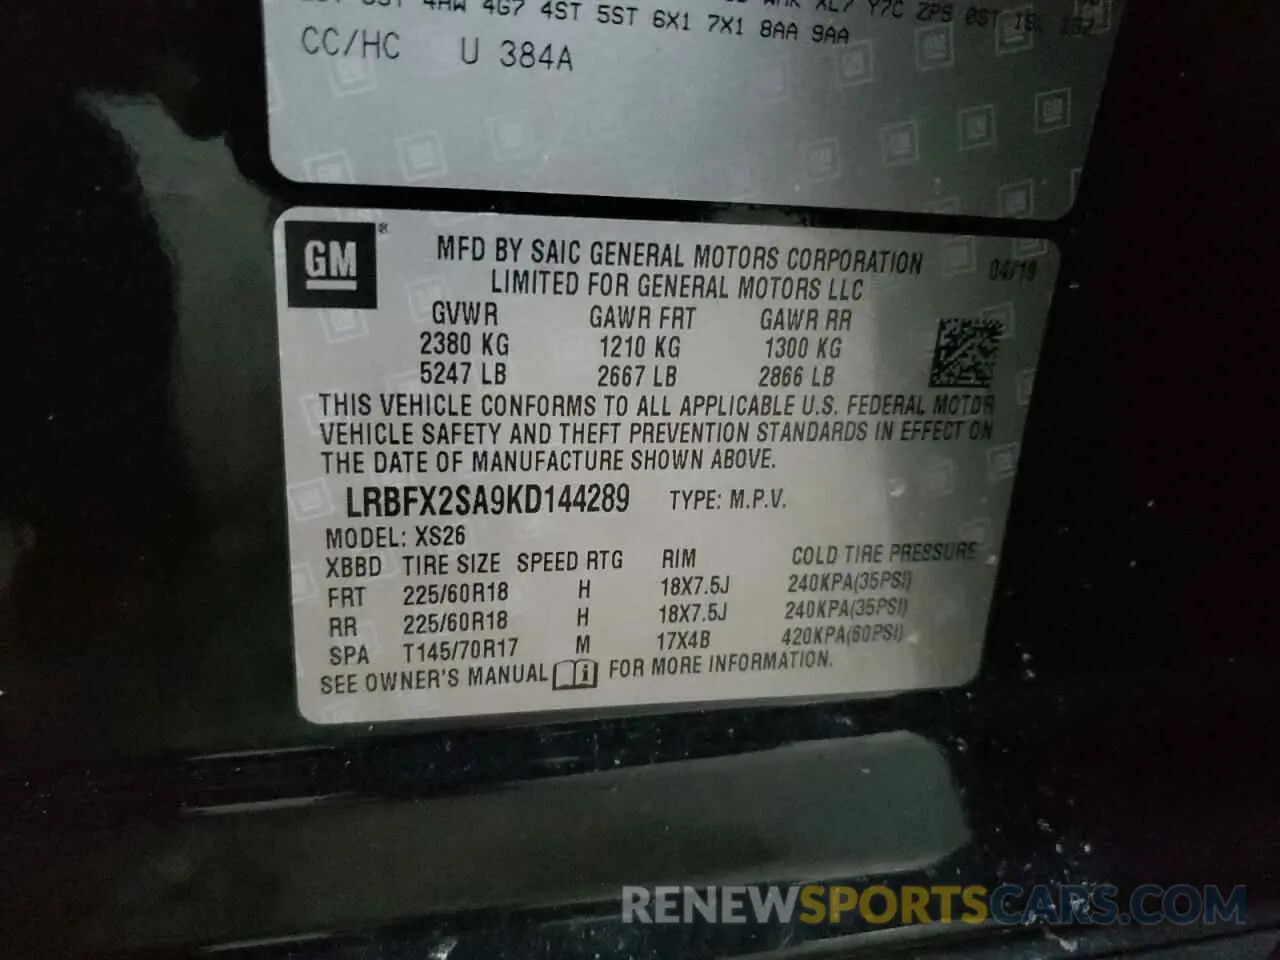 4G7 4ST 5ST 6X1 7X1 8AA 9AA
CC/HC U 384A
GM
MFD BY SAIC GENERAL MOTORS CORPORATION 04/19
LIMITED FOR GENERAL MOTORS LLC
GVWR GAWR FRT GAWR RR
2380 KG 1210 KG 1300 KG
5247 LB 2667 LB 2866 LB
THIS VEHICLE CONFORMS TO ALL APPLICABLE U.S. FEDERAL MOTOR
VEHICLE SAFETY AND THEFT PREVENTION STANDARDS IN EFFECT ON
THE DATE OF MANUFACTURE SHOWN ABOVE.
LRBFX2SA9KD144289 TYPE: M.P.V.
MODEL: XS26
XBBD TIRE SIZE SPEED RTG RIM COLD TIRE PRESSURE
FRT 225/60R18 H 18X7.5J 240KPA(35PSI)
RR 225/60R18 H 18X7.5J 240KPA(35PSI)
SPA T145/70R17 M 17X4B 420KPA(60PSI)
SEE OWNER'S MANUAL FOR MORE INFORMATION.
RENEWSPORTSCARS.COM